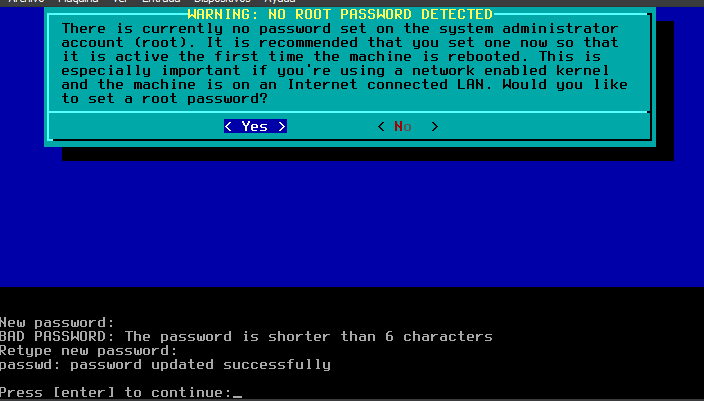 Archivo Máquina Ver Entrada Dispositivos Ayuda
WARNING: NO ROOT PASSWORD DETECTED
There is currently no password set on the system administrator
account (root). It is recommended that you set one now so that
it is active the first time the machine is rebooted. This is
especially important if you're using a network enabled kernel
and the machine is on an Internet connected LAN. Would you like
to set a root password?
< Yes > < No >
New password:
BAD PASSWORD: The password is shorter than 6 characters
Retype new password:
passwd: password updated successfully
Press [enter] to continue:_